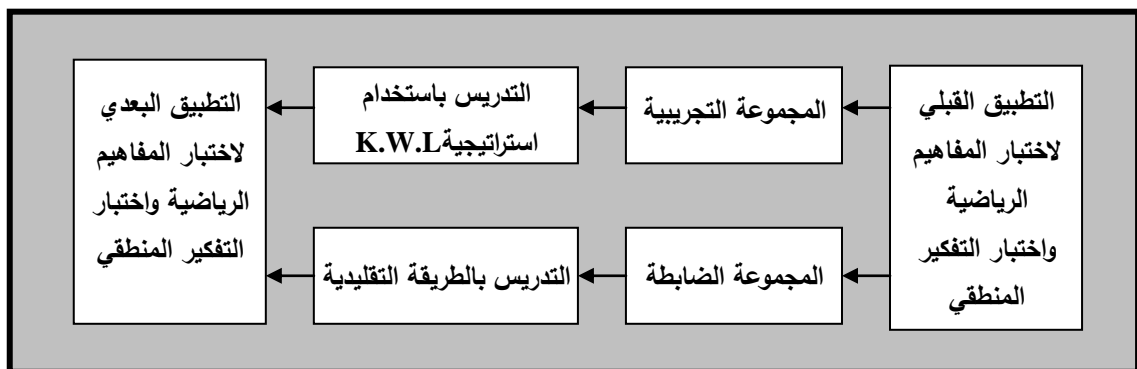 التطبيق القبلي
لاختبار المفاهيم
الرياضية
واختبار التفكير
المنطقي
المجموعة التجريبية
التدريس باستخدام
استراتيجيةK.W.L
المجموعة الضابطة
التدريس بالطريقة التقليدية
التطبيق البعدي
لاختبار المفاهيم
الرياضية واختبار
التفكير المنطقي